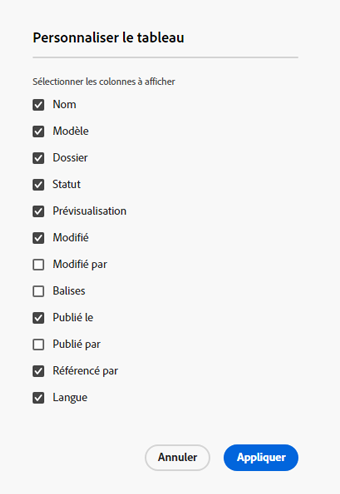 Personnaliser le tableau
Sélectionner les colonnes à afficher
Nom
Modèle
Dossier
Statut
Prévisualisation
Modifié
Modifié par
Balises
Publié le
Publié par
Référencé par
Langue
Annuler
Appliquer